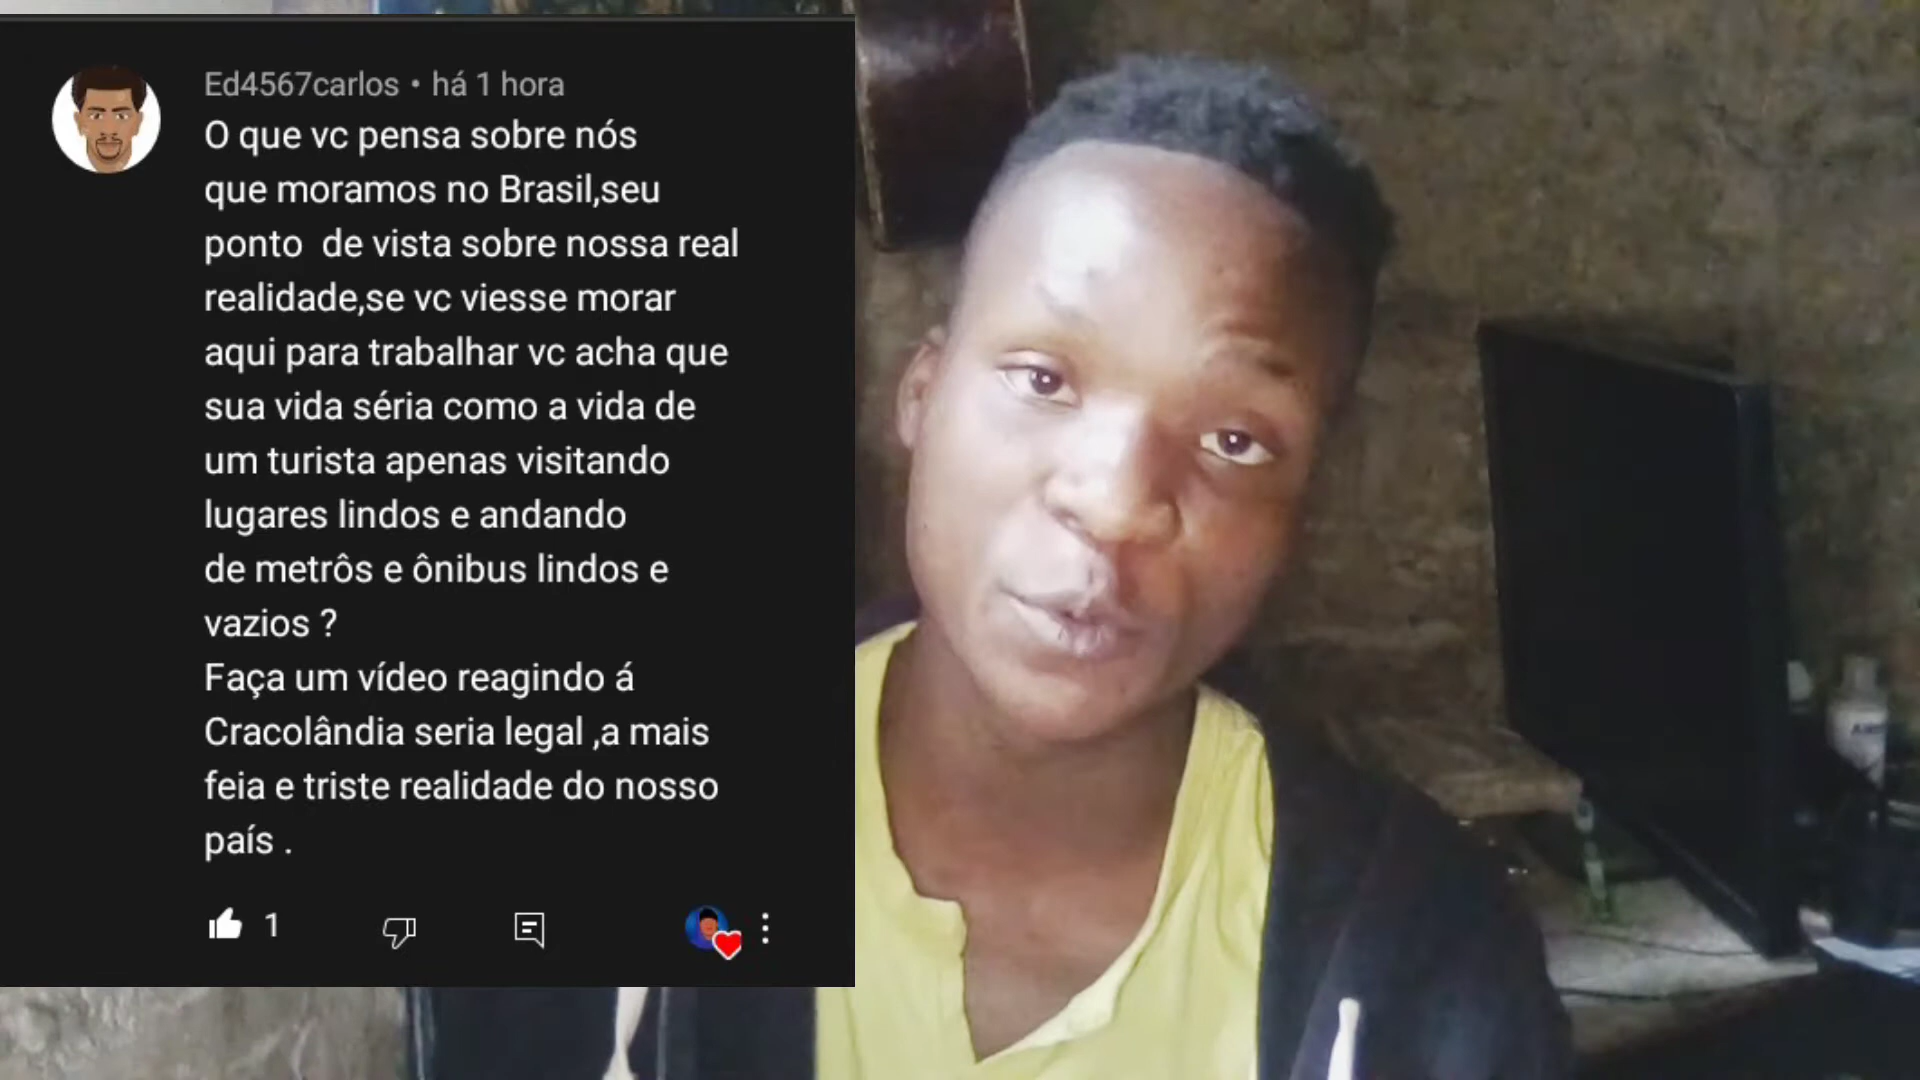 Ed4567carlos • há 1 hora
O que vc pensa sobre nós
que moramos no Brasil,seu
ponto  de vista sobre nossa real
realidade,se vc viesse morar
aqui para trabalhar vc acha que
sua vida séria como a vida de
um turista apenas visitando
lugares lindos e andando
de metrôs e ônibus lindos e
vazios ?
Faça um vídeo reagindo á
Cracolândia seria legal ,a mais
feia e triste realidade do nosso
país .
1